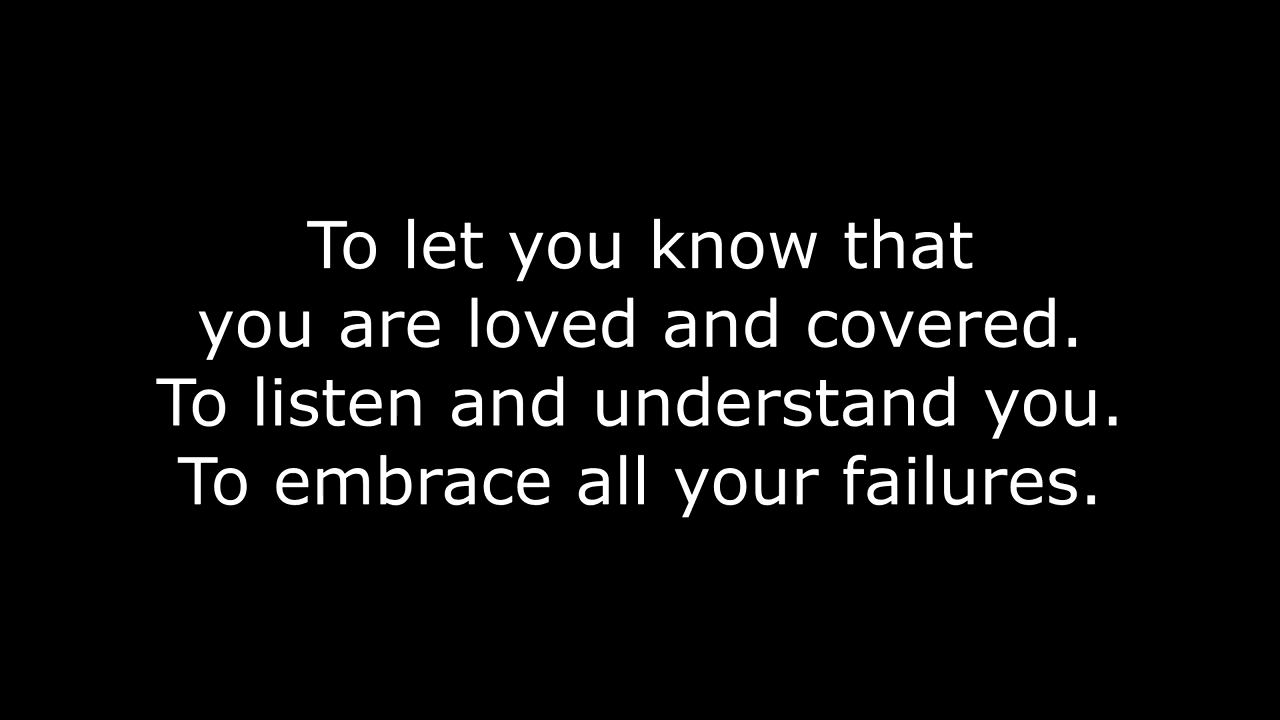 To let you know that
you are loved and covered.
To listen and understand you.
To embrace all your failures.